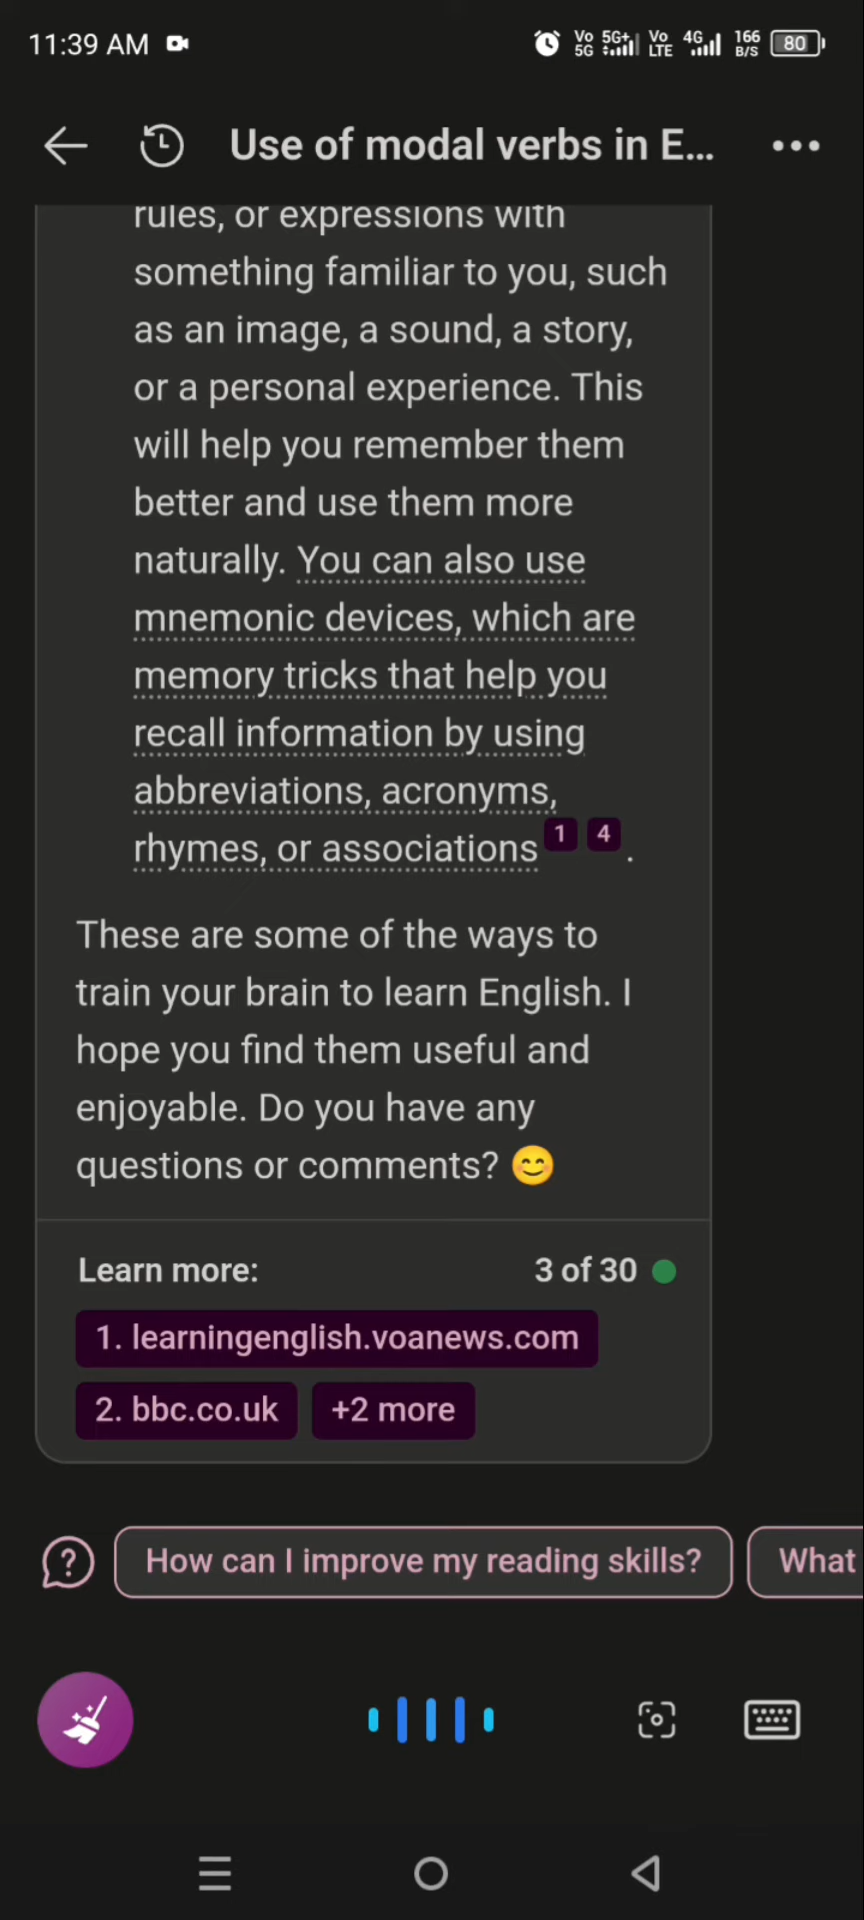 11:39 AM
Vo 5G 5G+ Vo LTE 4G 166 B/S 80
Use of modal verbs in E...
rules, or expressions with
something familiar to you, such
as an image, a sound, a story,
or a personal experience. This
will help you remember them
better and use them more
naturally. You can also use
mnemonic devices, which are
memory tricks that help you
recall information by using
abbreviations, acronyms,
rhymes, or associations 1 4 .
These are some of the ways to
train your brain to learn English. I
hope you find them useful and
enjoyable. Do you have any
questions or comments? 😊
Learn more: 3 of 30
1. learningenglish.voanews.com
2. bbc.co.uk +2 more
How can I improve my reading skills? What